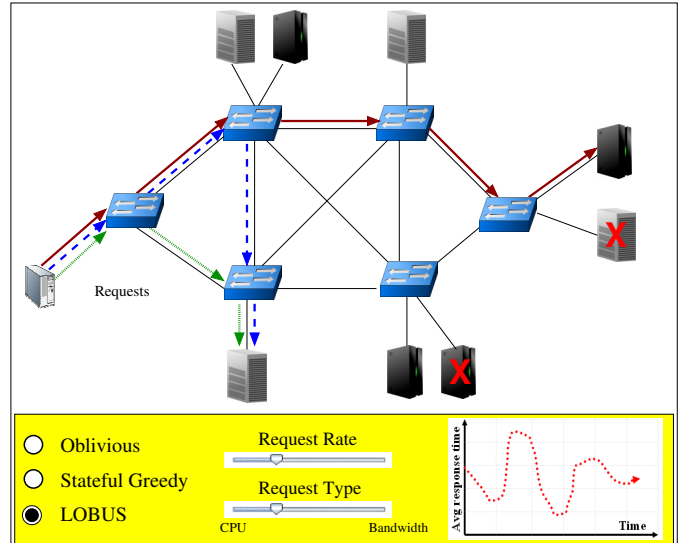 X
Requests
X
Oblivious
Stateful Greedy
LOBUS
Request Rate
Request Type
CPU
Bandwidth
Avg response time
Time